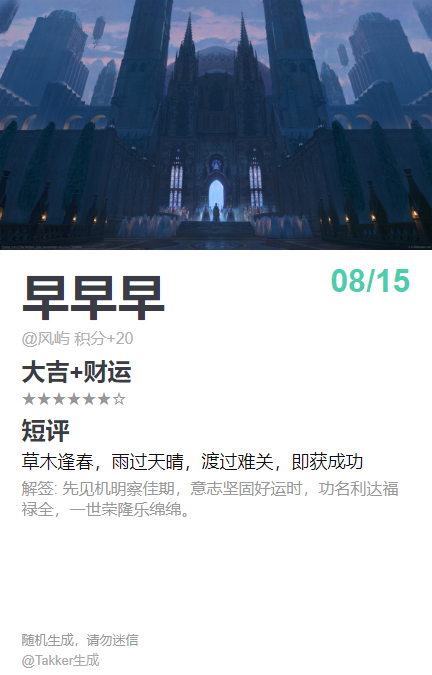 早早早
08/15
@风屿 积分+20
大吉+财运
★★★★★★☆
短评
草木逢春，雨过天晴，渡过难关，即获成功
解签: 先见机明察佳期，意志坚固好运时，功名利达福
禄全，一世荣隆乐绵绵。
随机生成，请勿迷信
@Takker生成